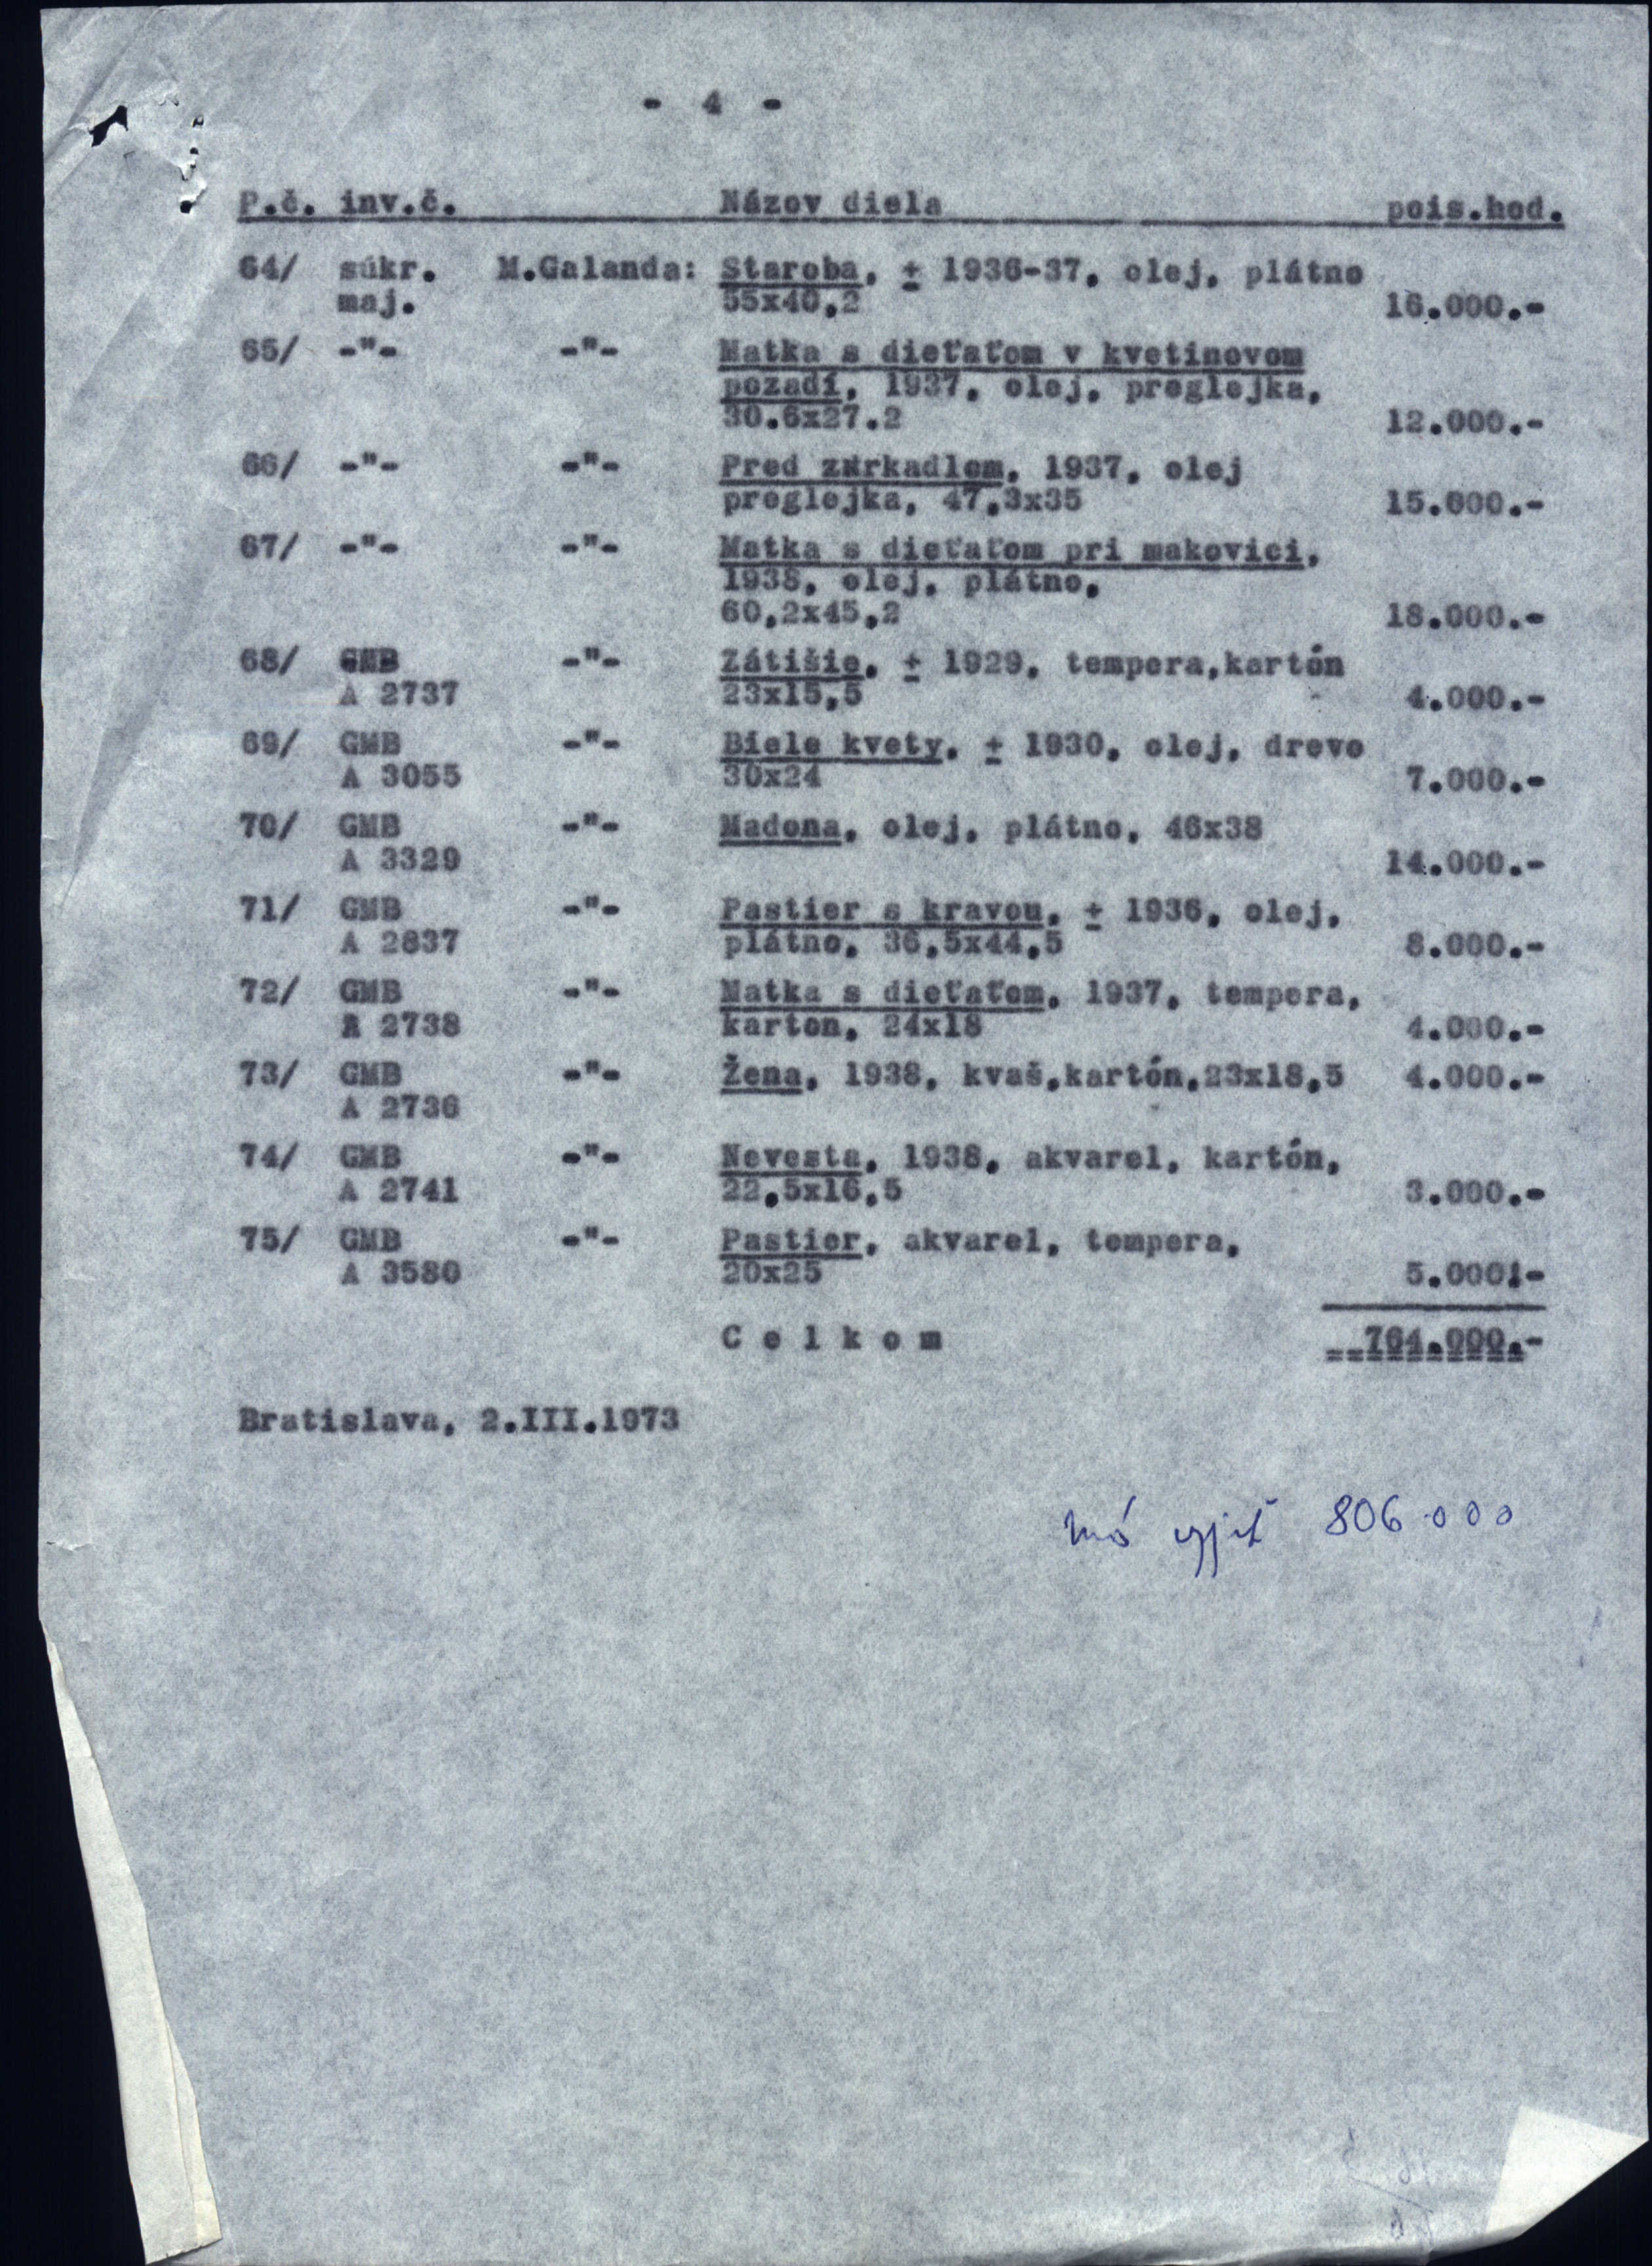 - 4 -
P.č. inv.č. Názov diela pois.hod.
64/ súkr. M.Galanda: Staroba, ± 1936-37, olej, plátno
maj. 55x40,2 16.000.-
65/ -"- -"- Matka s dieťaťom v kvetinovom
pozadí, 1937, olej, preglejka,
30.6x27.2 12.000.-
66/ -"- -"- Pred zrkadlom, 1937, olej
preglejka, 47,3x35 15.000.-
67/ -"- -"- Matka s dieťaťom pri makovici,
1938, olej, plátno,
60,2x45,2 18.000.-
68/ GMB -"- Zátišie, ± 1929, tempera,kartón
A 2737 23x15,5 4.000.-
69/ GMB -"- Biele kvety, ± 1930, olej, drevo
A 3055 30x24 7.000.-
70/ GMB -"- Madona, olej, plátno, 46x38
A 3329 14.000.-
71/ GMB -"- Pastier s kravou, ± 1936, olej,
A 2837 plátno, 36,5x44,5 8.000.-
72/ GMB -"- Matka s dieťaťom, 1937, tempera,
A 2738 karton, 24x18 4.000.-
73/ GMB -"- Žena, 1938, kvaš,kartón,23x18,5 4.000.-
A 2736
74/ GMB -"- Nevesta, 1938, akvarel, kartón,
A 2741 22,5x16,5 3.000.-
75/ GMB -"- Pastier, akvarel, tempera,
A 3580 20x25 5.000.-
C e l k o m 764.000.-
Bratislava, 2.III.1973
má vyjsť 806.000